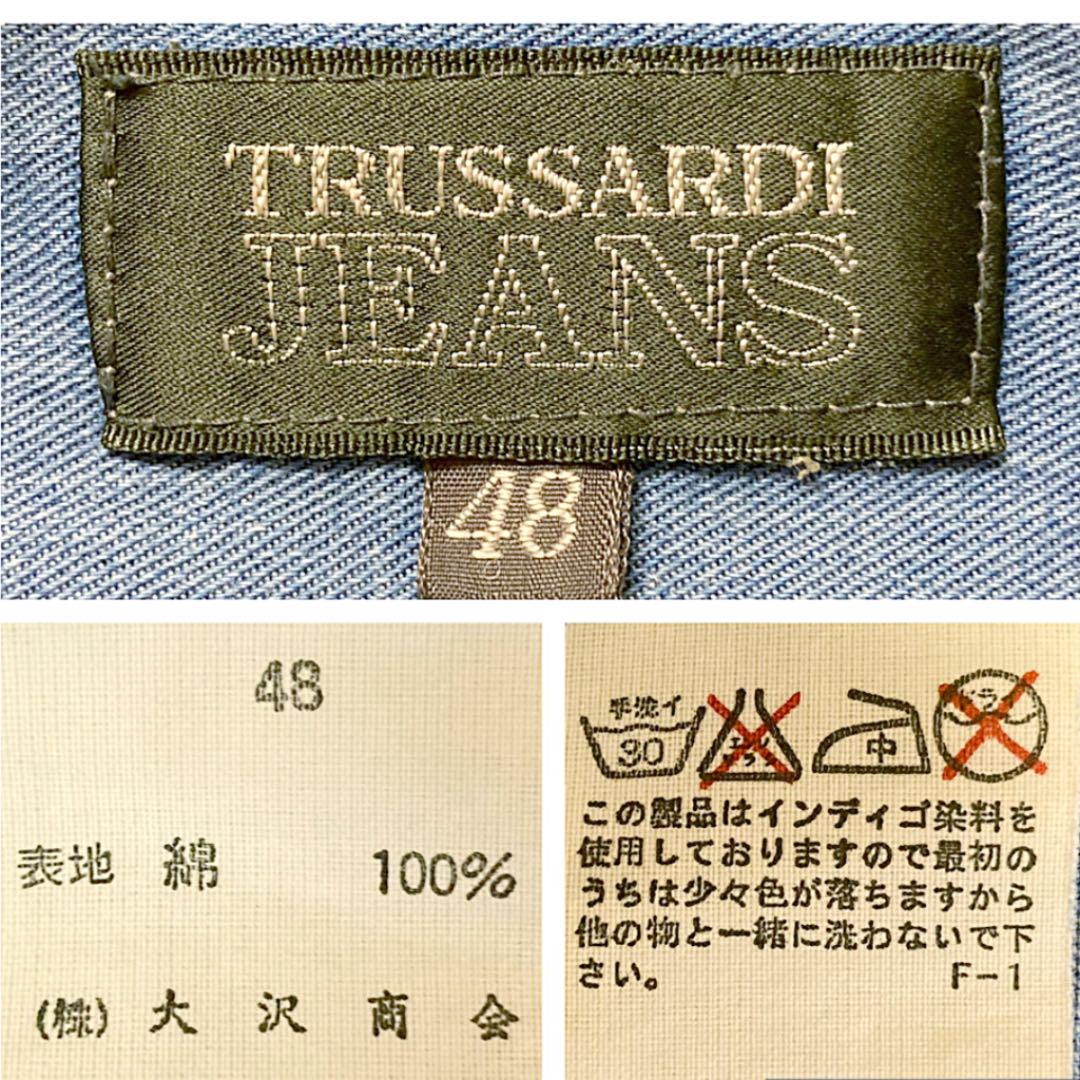 TRUSSARDI
JEANS
48
48
表地 綿 100%
(株) 大沢商会
手洗イ
30
エンソ
サラシ
中
ドライ
この製品はインディゴ染料を
使用しておりますので最初の
うちは少々色が落ちますから
他の物と一緒に洗わないで下
さい。 F-1